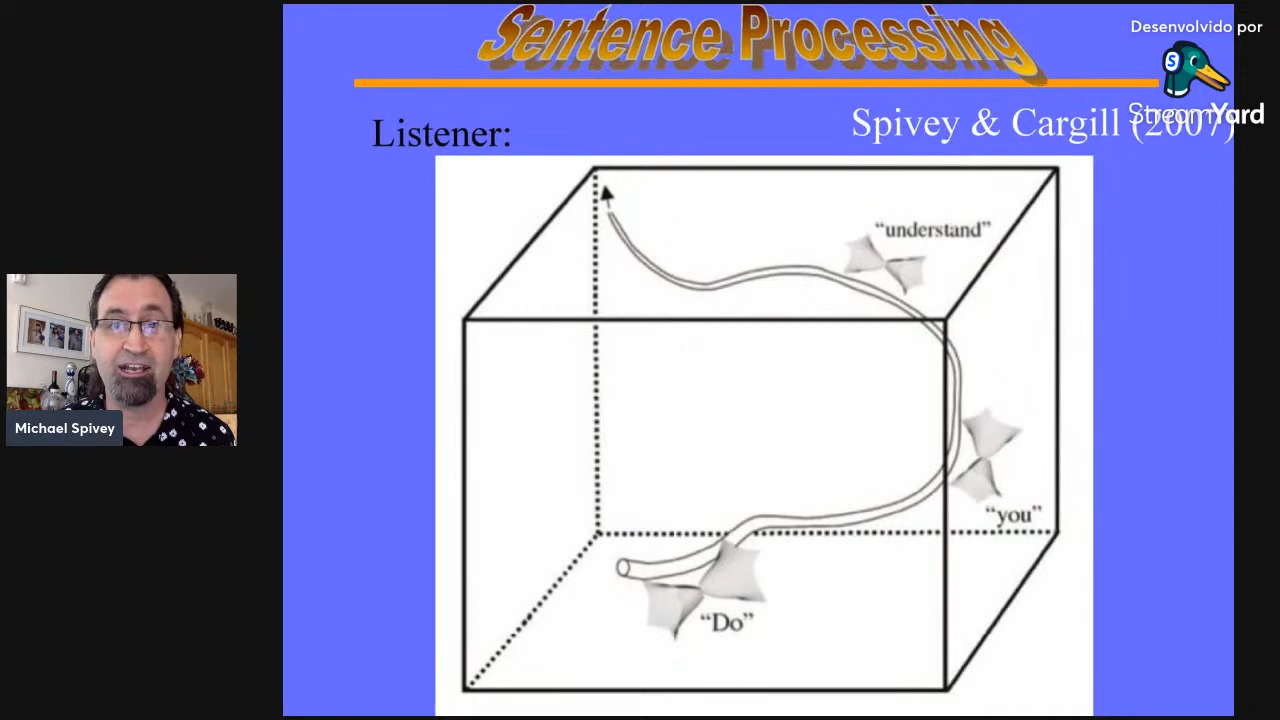 Sentence Processing
Desenvolvido por
StreamYard
Spivey & Cargill (2007)
Listener:
“understand”
“you”
“Do”
Michael Spivey
S